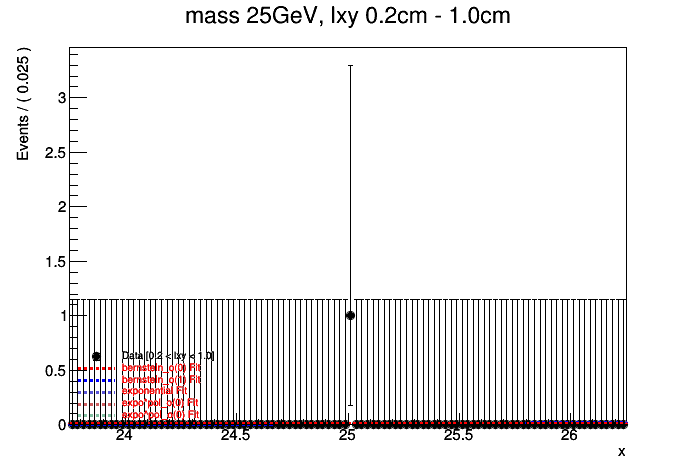 mass 25GeV, lxy 0.2cm - 1.0cm
Events / ( 0.025 )
3
2.5
2
1.5
1
0.5
0
Data [0.2 < lxy < 1.0]
bernstein_o(0) Fit
bernstein_o(1) Fit
exponential Fit
expo*pol_o(0) Fit
expo*pol_o(0) Fit
24
24.5
25
25.5
26
x